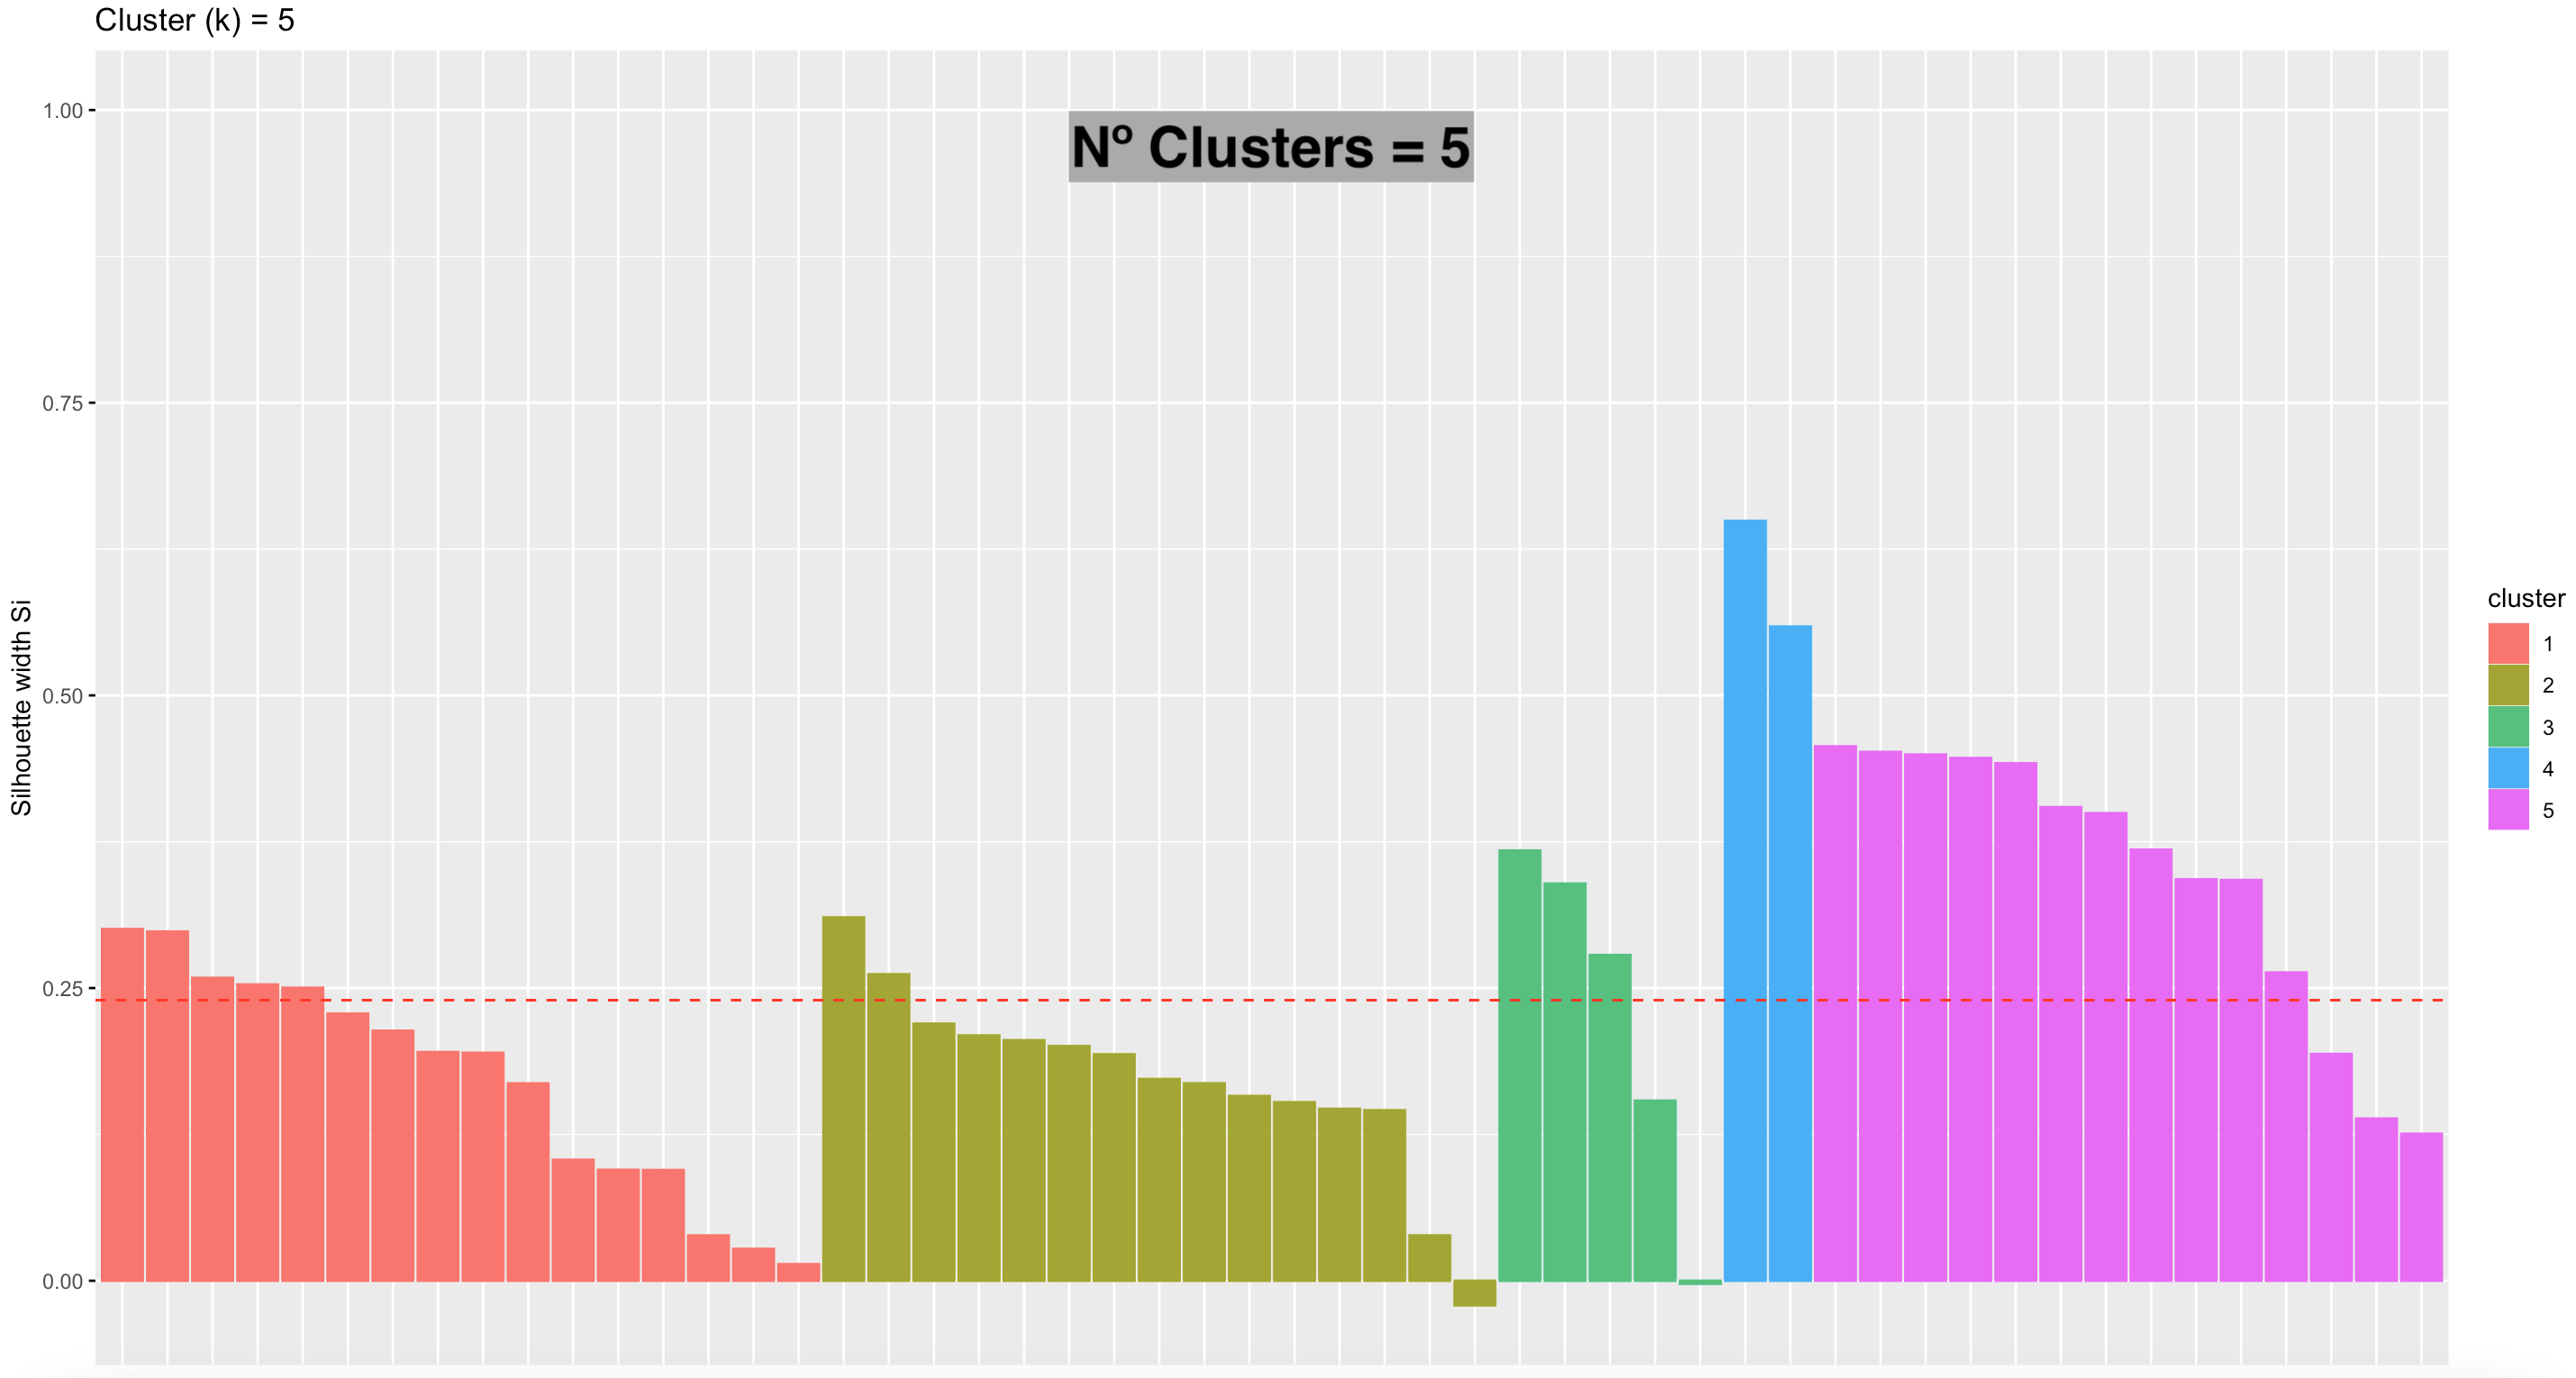 Cluster (k) = 5
Nº Clusters = 5
Silhouette width Si
1.00
0.75
0.50
0.25
0.00
cluster
1
2
3
4
5